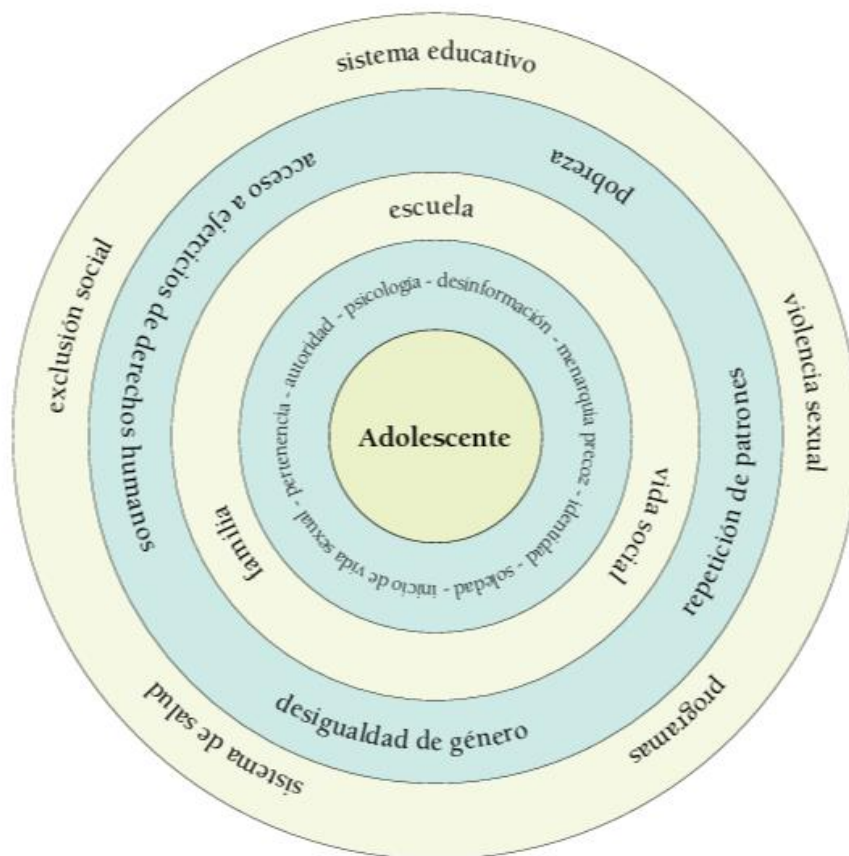 sistema educativo
violencia sexual
programas
sistema de salud
exclusión social
acceso a ejercicios de derechos humanos
pobreza
repetición de patrones
desigualdad de género
escuela
vida social
familia
autoridad - psicología - desinformación - menarquia precoz - identidad - soledad - inicio de vida sexual - pertenencia -
Adolescente